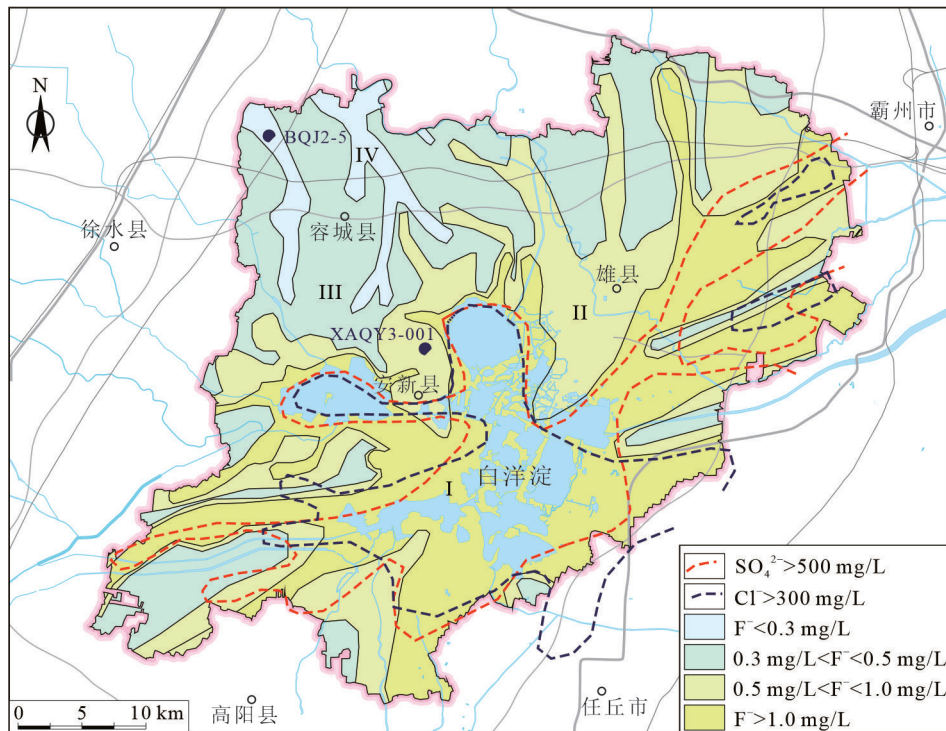 N
霸州市
BQJ2-5
IV
徐水县
容城县
雄县
III
II
XAQY3-001
安新县
I
白洋淀
SO₄²⁻>500 mg/L
Cl⁻>300 mg/L
F⁻<0.3 mg/L
0.3 mg/L<F⁻<0.5 mg/L
0.5 mg/L<F⁻<1.0 mg/L
F⁻>1.0 mg/L
0 5 10 km
高阳县
任丘市